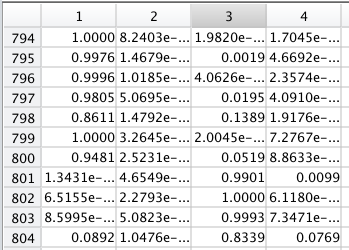 1 2 3 4
794 1.0000 8.2403e-... 1.9820e-... 1.7045e-...
795 0.9976 1.4679e-... 0.0019 4.6692e-...
796 0.9996 1.0185e-... 4.0626e-... 2.3574e-...
797 0.9805 5.0695e-... 0.0195 4.0910e-...
798 0.8611 1.4792e-... 0.1389 1.9176e-...
799 1.0000 3.2645e-... 2.0045e-... 7.2767e-...
800 0.9481 2.5231e-... 0.0519 8.8633e-...
801 1.3431e-... 4.6549e-... 0.9901 0.0099
802 6.5155e-... 2.2793e-... 1.0000 6.1180e-...
803 8.5995e-... 5.0823e-... 0.9993 7.3471e-...
804 0.0892 1.0476e-... 0.8339 0.0769